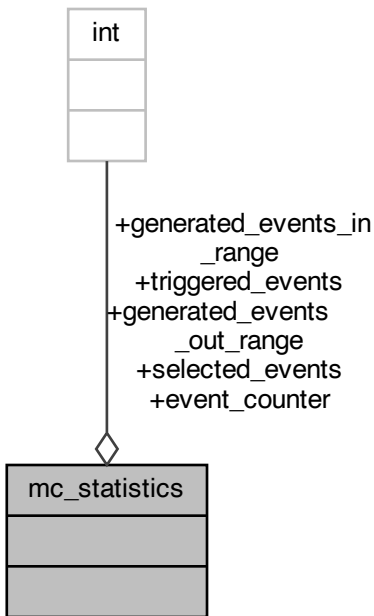 int
+generated_events_in
_range
+triggered_events
+generated_events
_out_range
+selected_events
+event_counter
mc_statistics